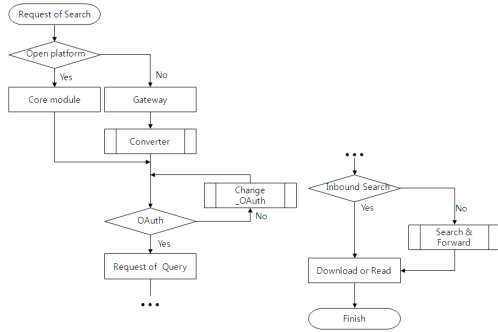 Request of Search
Open platform
Yes
No
Core module
Gateway
Converter
Change
_OAuth
OAuth
No
Yes
Request of Query
•••
•••
Inbound Search
Yes
No
Search &
Forward
Download or Read
Finish